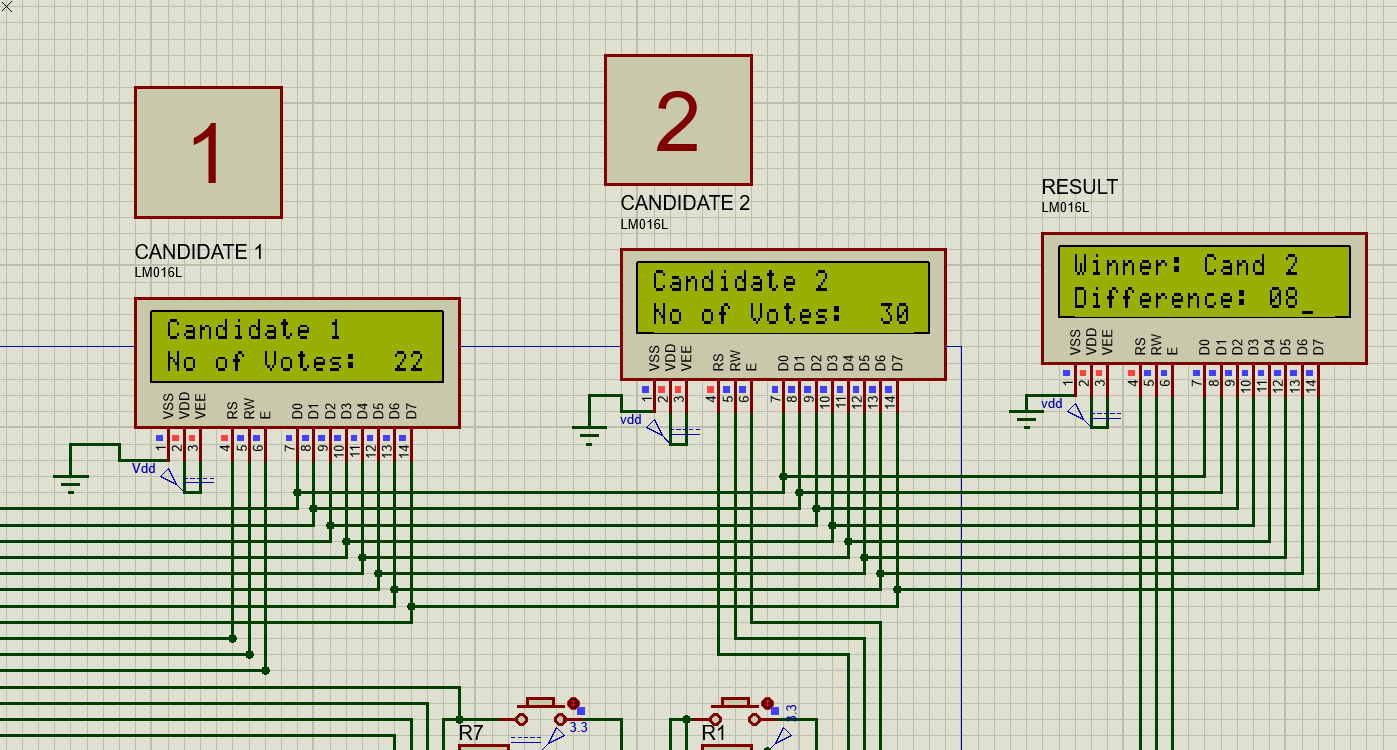 1
2
CANDIDATE 1
LM016L
Candidate 1
No of Votes: 22
VSS VDD VEE RS RW E D0 D1 D2 D3 D4 D5 D6 D7
1 2 3 4 5 6 7 8 9 10 11 12 13 14
Vdd
CANDIDATE 2
LM016L
Candidate 2
No of Votes: 30
VSS VDD VEE RS RW E D0 D1 D2 D3 D4 D5 D6 D7
1 2 3 4 5 6 7 8 9 10 11 12 13 14
vdd
RESULT
LM016L
Winner: Cand 2
Difference: 08_
VSS VDD VEE RS RW E D0 D1 D2 D3 D4 D5 D6 D7
1 2 3 4 5 6 7 8 9 10 11 12 13 14
vdd
R7
3.3
R1
3.3